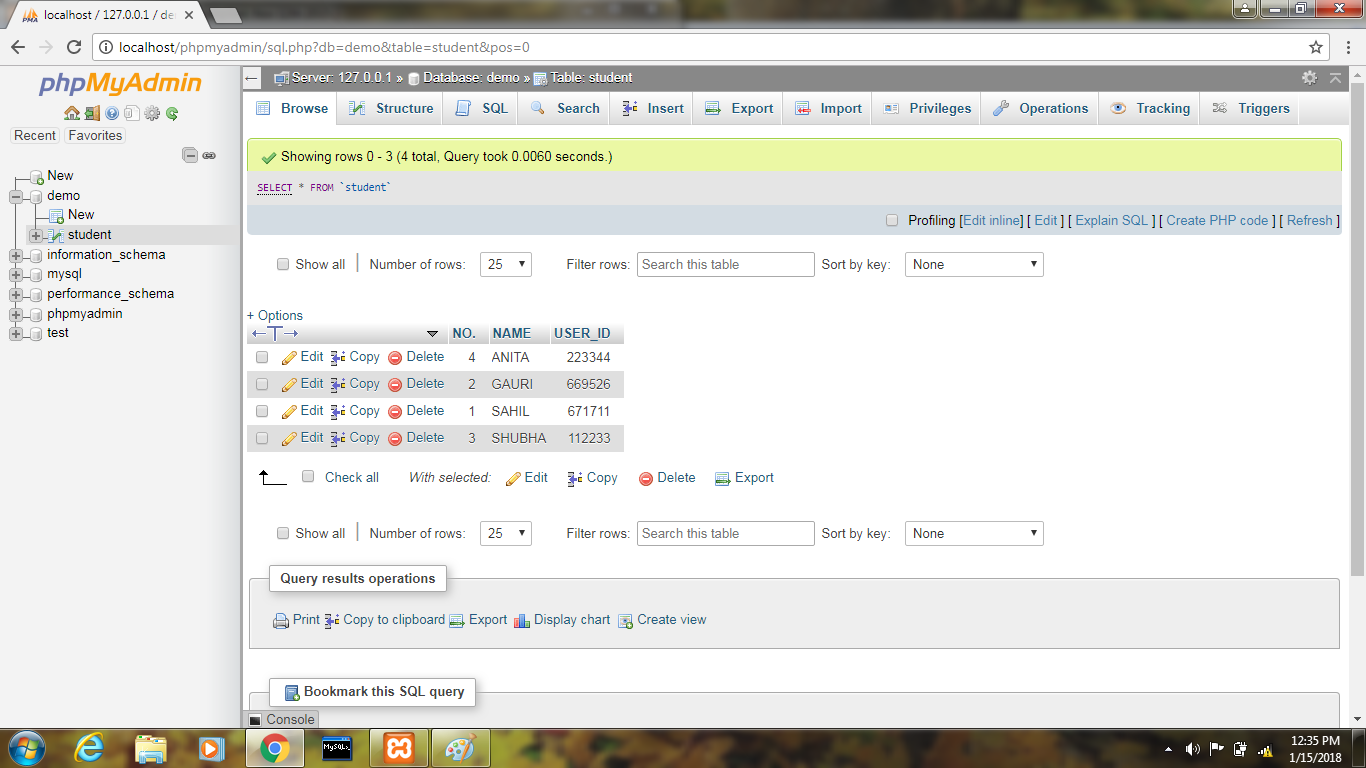 localhost / 127.0.0.1 / de
localhost/phpmyadmin/sql.php?db=demo&table=student&pos=0
phpMyAdmin
Recent Favorites
New
demo
New
student
information_schema
mysql
performance_schema
phpmyadmin
test
Server: 127.0.0.1 » Database: demo » Table: student
Browse Structure SQL Search Insert Export Import Privileges Operations Tracking Triggers
Showing rows 0 - 3 (4 total, Query took 0.0060 seconds.)
SELECT * FROM `student`
Profiling [Edit inline] [ Edit ] [ Explain SQL ] [ Create PHP code ] [ Refresh ]
Show all | Number of rows: 25 Filter rows: Search this table Sort by key: None
+ Options
←T→ NO. NAME USER_ID
Edit Copy Delete 4 ANITA 223344
Edit Copy Delete 2 GAURI 669526
Edit Copy Delete 1 SAHIL 671711
Edit Copy Delete 3 SHUBHA 112233
Check all With selected: Edit Copy Delete Export
Show all | Number of rows: 25 Filter rows: Search this table Sort by key: None
Query results operations
Print Copy to clipboard Export Display chart Create view
Bookmark this SQL query
Console
12:35 PM
1/15/2018